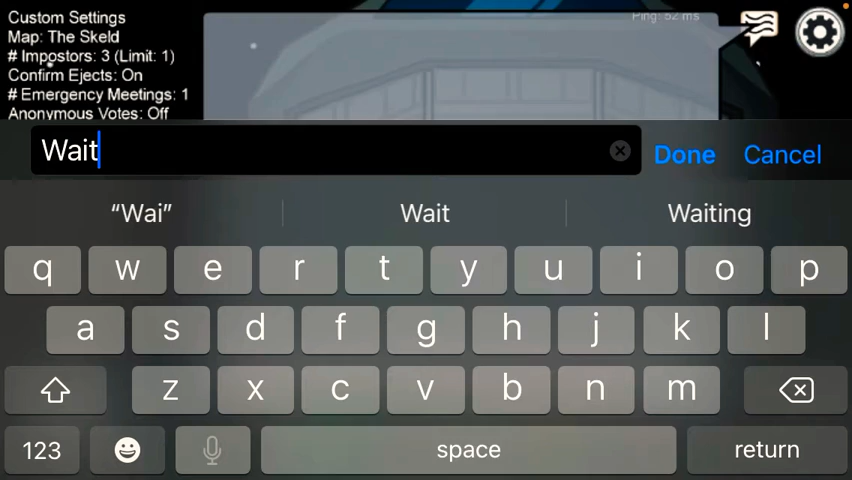 Custom Settings
Map: The Skeld
# Impostors: 3 (Limit: 1)
Confirm Ejects: On
# Emergency Meetings: 1
Anonymous Votes: Off
Ping: 52 ms
Wait
Done
Cancel
“Wai”
Wait
Waiting
q w e r t y u i o p
a s d f g h j k l
z x c v b n m
123
space
return